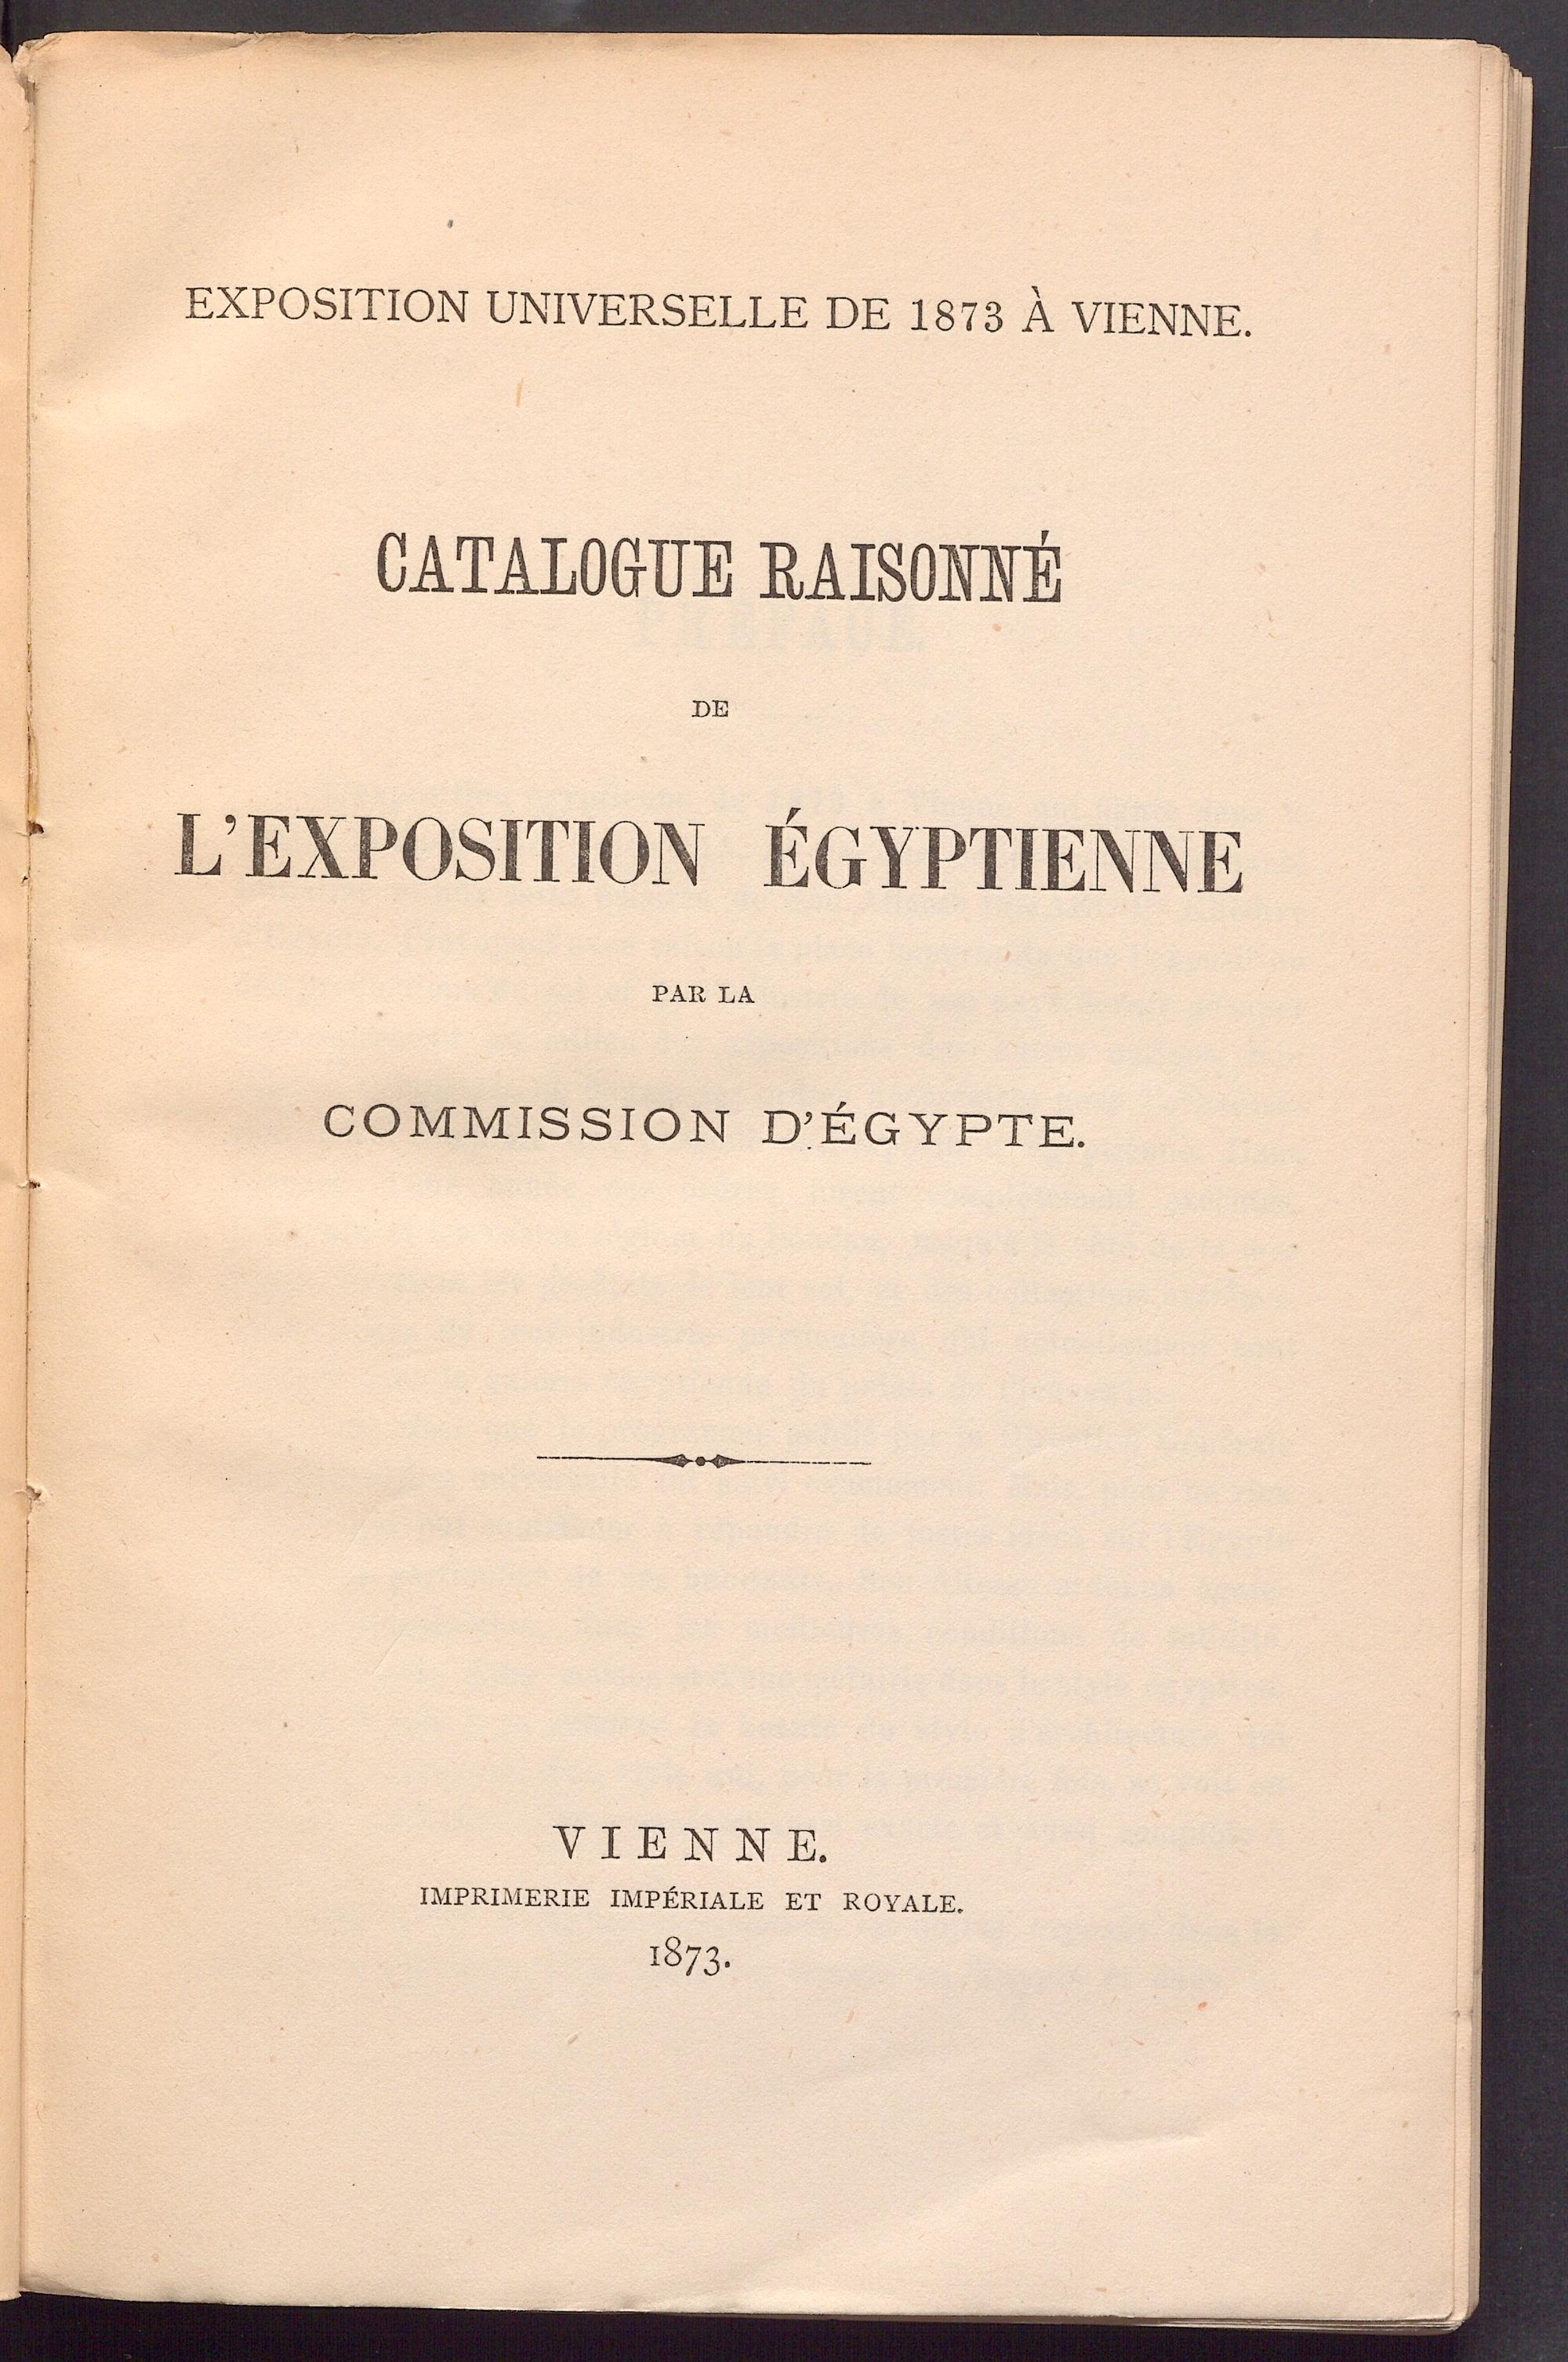 EXPOSITION UNIVERSELLE DE 1873 À VIENNE.
CATALOGUE RAISONNÉ
DE
L'EXPOSITION ÉGYPTIENNE
PAR LA
COMMISSION D'ÉGYPTE.
VIENNE.
IMPRIMERIE IMPÉRIALE ET ROYALE.
1873.